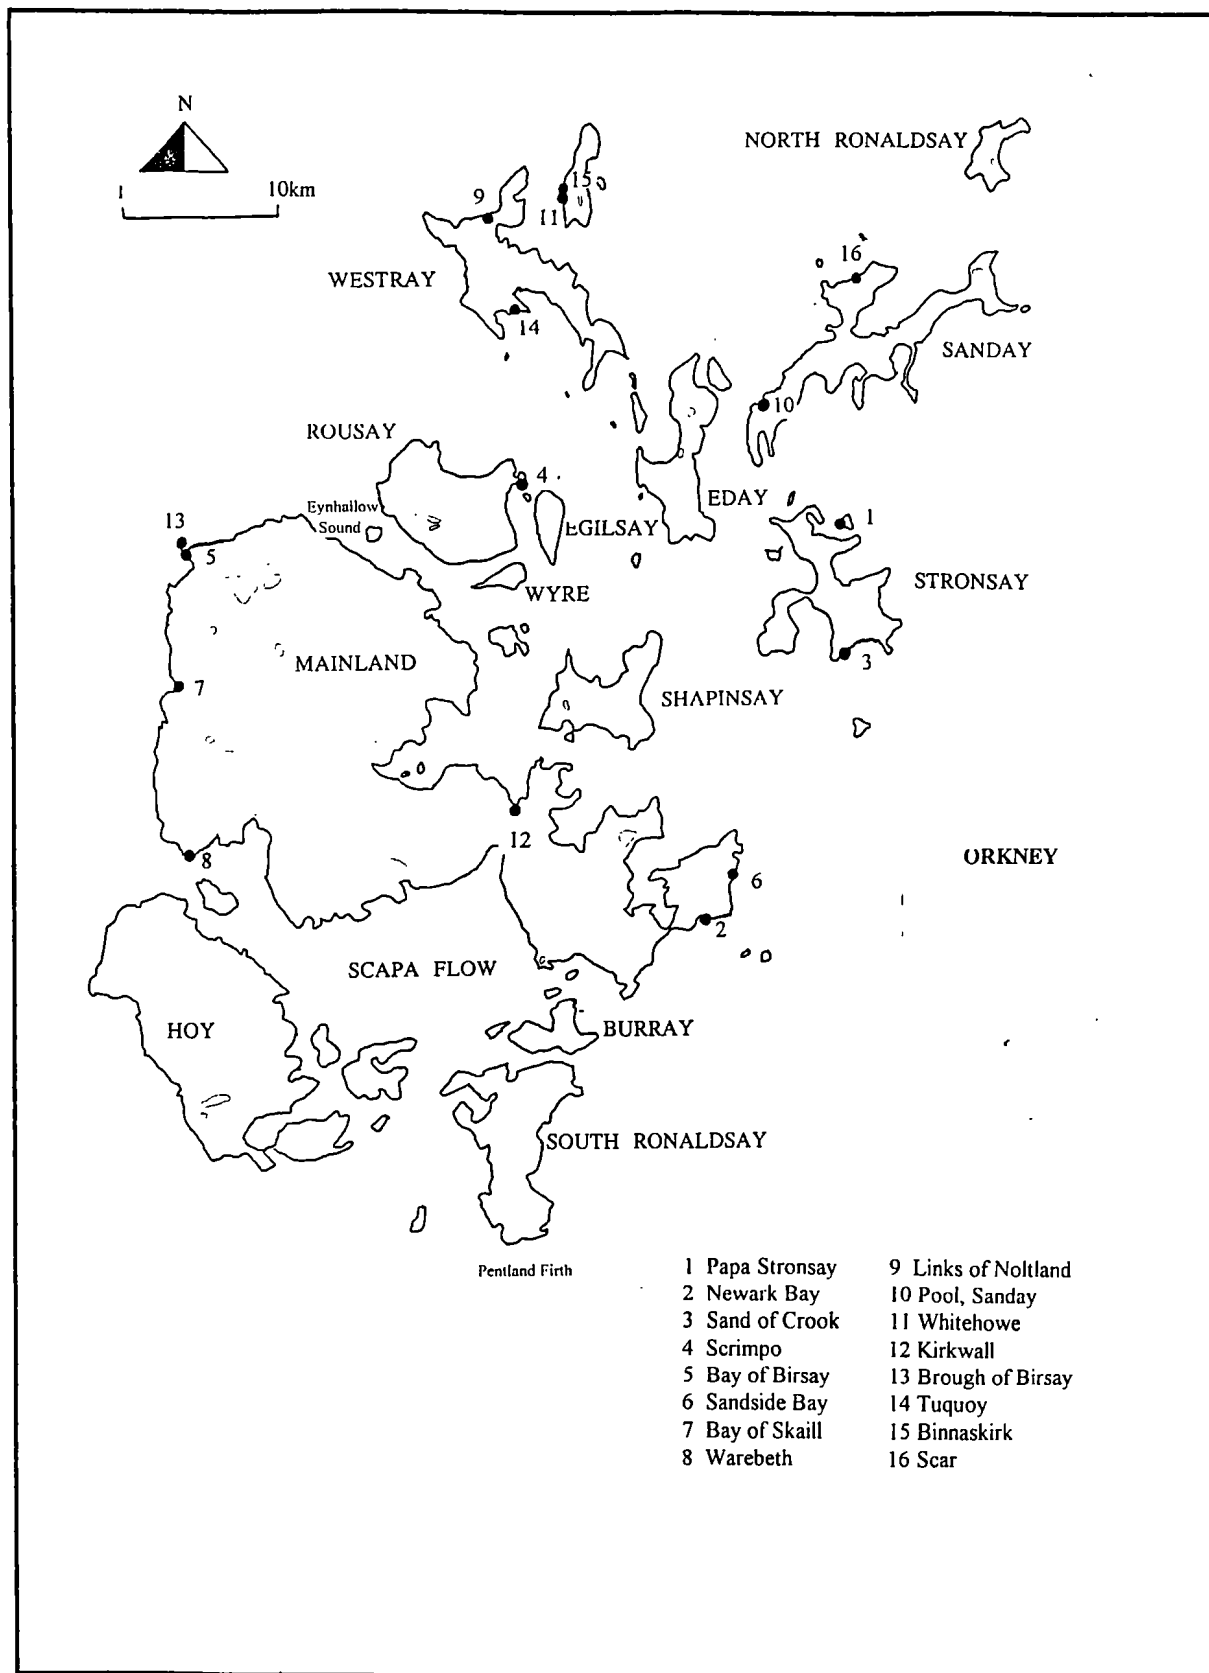 N
10km
NORTH RONALDSAY
15
9
11
16
WESTRAY
14
SANDAY
10
ROUSAY
4
Eynhallow
Sound
EDAY
EGILSAY
1
13
5
WYRE
STRONSAY
MAINLAND
3
7
SHAPINSAY
12
8
ORKNEY
6
2
SCAPA FLOW
HOY
BURRAY
SOUTH RONALDSAY
Pentland Firth
1 Papa Stronsay
2 Newark Bay
3 Sand of Crook
4 Scrimpo
5 Bay of Birsay
6 Sandside Bay
7 Bay of Skaill
8 Warebeth
9 Links of Noltland
10 Pool, Sanday
11 Whitehowe
12 Kirkwall
13 Brough of Birsay
14 Tuquoy
15 Binnaskirk
16 Scar